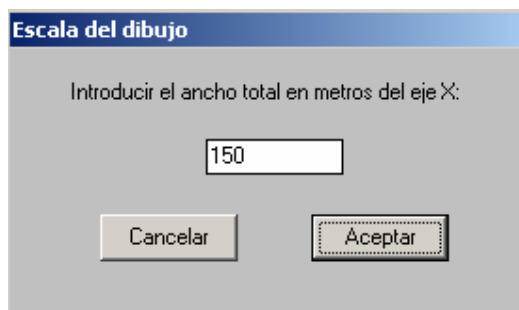 Escala del dibujo
Introducir el ancho total en metros del eje X:
150
Cancelar Aceptar